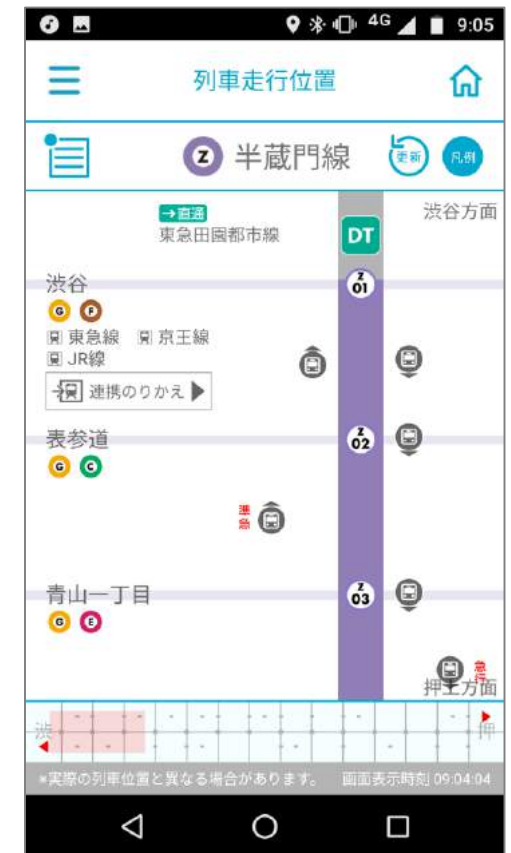 4G 9:05
列車走行位置
Z 半蔵門線 更新 凡例
→直通
東急田園都市線 DT 渋谷方面
渋谷 Z 01
G F
東急線 京王線
JR線
連携のりかえ▶
表参道 Z 02
G C
準急
青山一丁目 Z 03
G E
急行
押上方面
渋 押
※実際の列車位置と異なる場合があります。 画面表示時刻 09:04:04